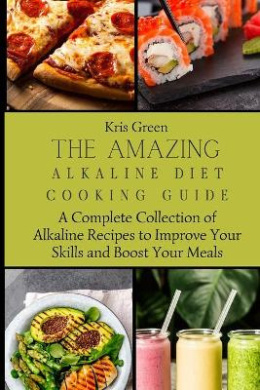 Kris Green
THE AMAZING
ALKALINE DIET
COOKING GUIDE
A Complete Collection of
Alkaline Recipes to Improve Your
Skills and Boost Your Meals